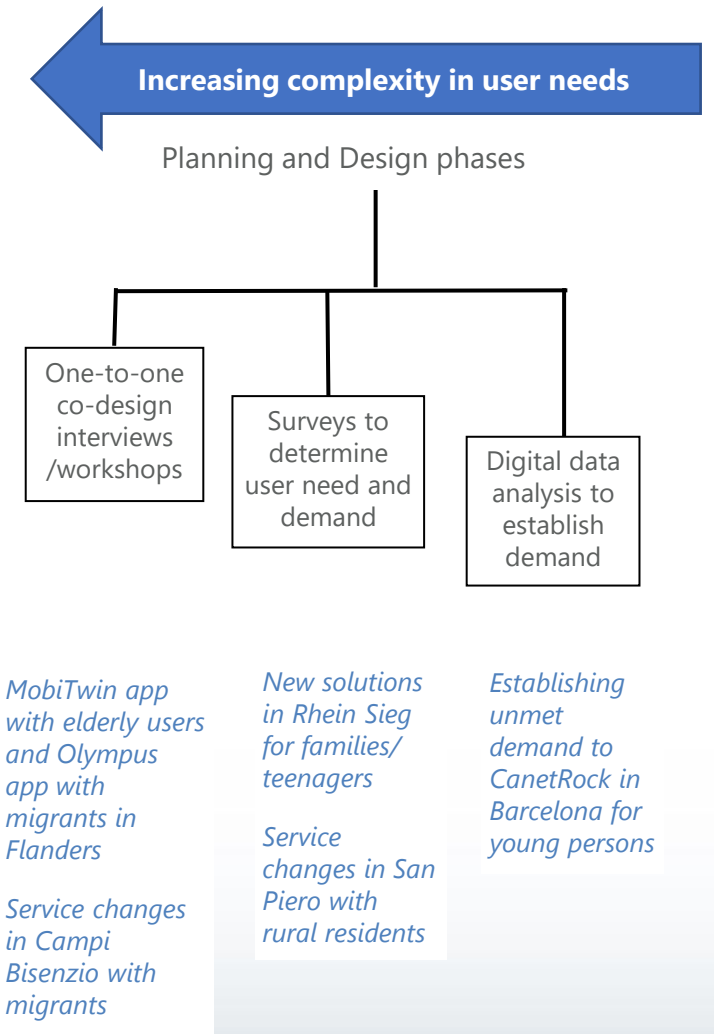 Increasing complexity in user needs
Planning and Design phases
One-to-one
co-design
interviews
/workshops
Surveys to
determine
user need and
demand
Digital data
analysis to
establish
demand
MobiTwin app
with elderly users
and Olympus
app with
migrants in
Flanders
Service changes
in Campi
Bisenzio with
migrants
New solutions
in Rhein Sieg
for families/
teenagers
Service
changes in San
Piero with
rural residents
Establishing
unmet
demand to
CanetRock in
Barcelona for
young persons